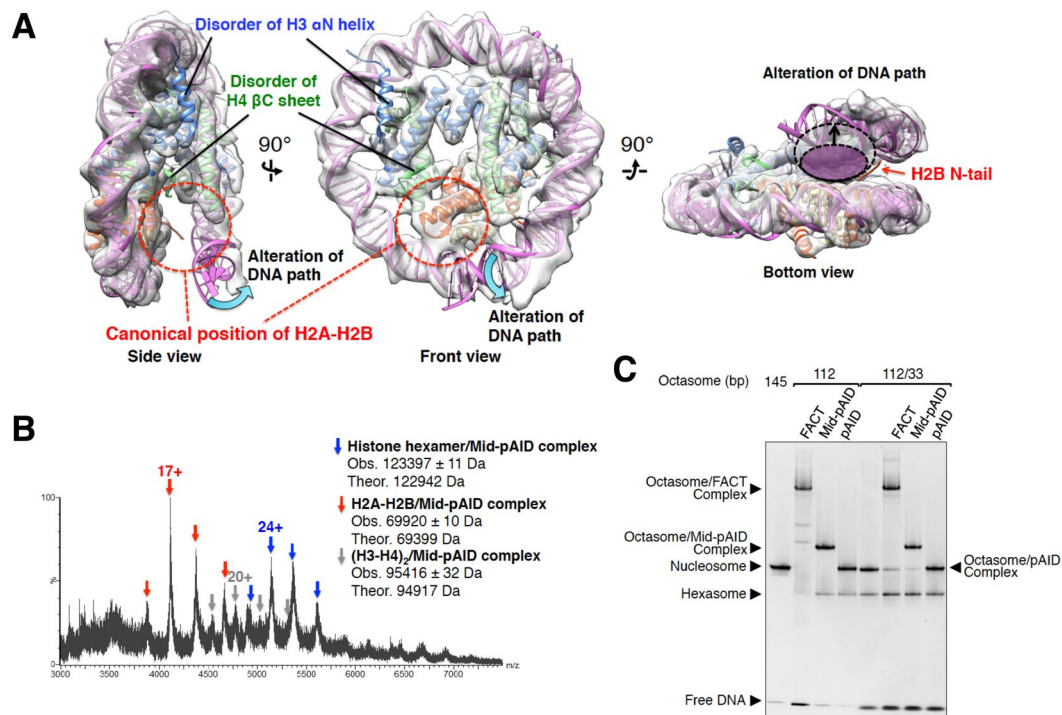 A
Disorder of H3 αN helix
Disorder of
H4 βC sheet
90°
90°
Alteration of
DNA path
Canonical position of H2A-H2B
Side view
Front view
Alteration of
DNA path
Alteration of DNA path
H2B N-tail
Bottom view
B
Histone hexamer/Mid-pAID complex
Obs. 123397 ± 11 Da
Theor. 122942 Da
H2A-H2B/Mid-pAID complex
Obs. 69920 ± 10 Da
Theor. 69399 Da
(H3-H4)₂/Mid-pAID complex
Obs. 95416 ± 32 Da
Theor. 94917 Da
17+
24+
20+
100
%
3000 3500 4000 4500 5000 5500 6000 6500 7000 m/z
C
Octasome (bp) 145 112 112/33
FACT Mid-pAID pAID FACT Mid-pAID pAID
Octasome/FACT
Complex
Octasome/Mid-pAID
Complex
Nucleosome
Octasome/pAID
Complex
Hexasome
Free DNA